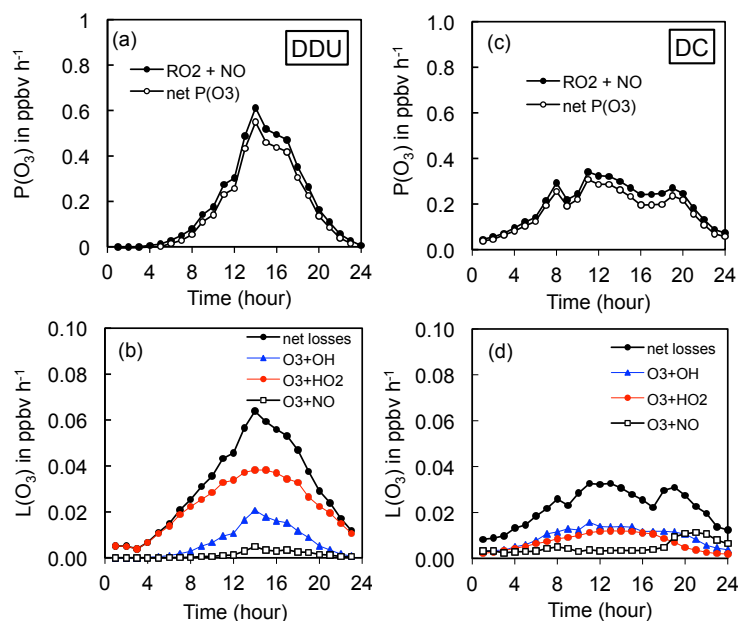 (a)
DDU
RO2 + NO
net P(O3)
P(O₃) in ppbv h⁻¹
1
0.8
0.6
0.4
0.2
0
0 4 8 12 16 20 24
Time (hour)
(c)
DC
RO2 + NO
net P(O3)
P(O₃) in ppbv h⁻¹
1
0.8
0.6
0.4
0.2
0
0 4 8 12 16 20 24
Time (hour)
(b)
net losses
O3+OH
O3+HO2
O3+NO
L(O₃) in ppbv h⁻¹
0.10
0.08
0.06
0.04
0.02
0.00
0 4 8 12 16 20 24
Time (hour)
(d)
net losses
O3+OH
O3+HO2
O3+NO
L(O₃) in ppbv h⁻¹
0.10
0.08
0.06
0.04
0.02
0.00
0 4 8 12 16 20 24
Time (hour)